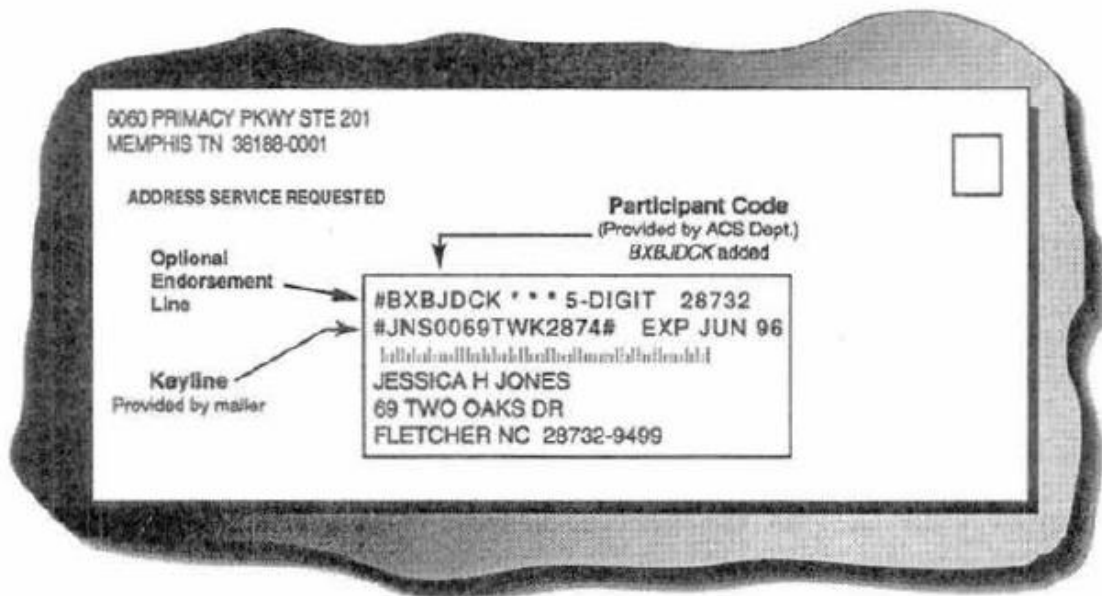 6060 PRIMACY PKWY STE 201
MEMPHIS TN 38188-0001
ADDRESS SERVICE REQUESTED
Participant Code
(Provided by ACS Dept.)
BXBJDCK added
Optional
Endorsement
Line
#BXBJDCK * * * 5-DIGIT 28732
#JNS0069TWK2874# EXP JUN 96
Keyline
Provided by mailer
JESSICA H JONES
69 TWO OAKS DR
FLETCHER NC 28732-9499